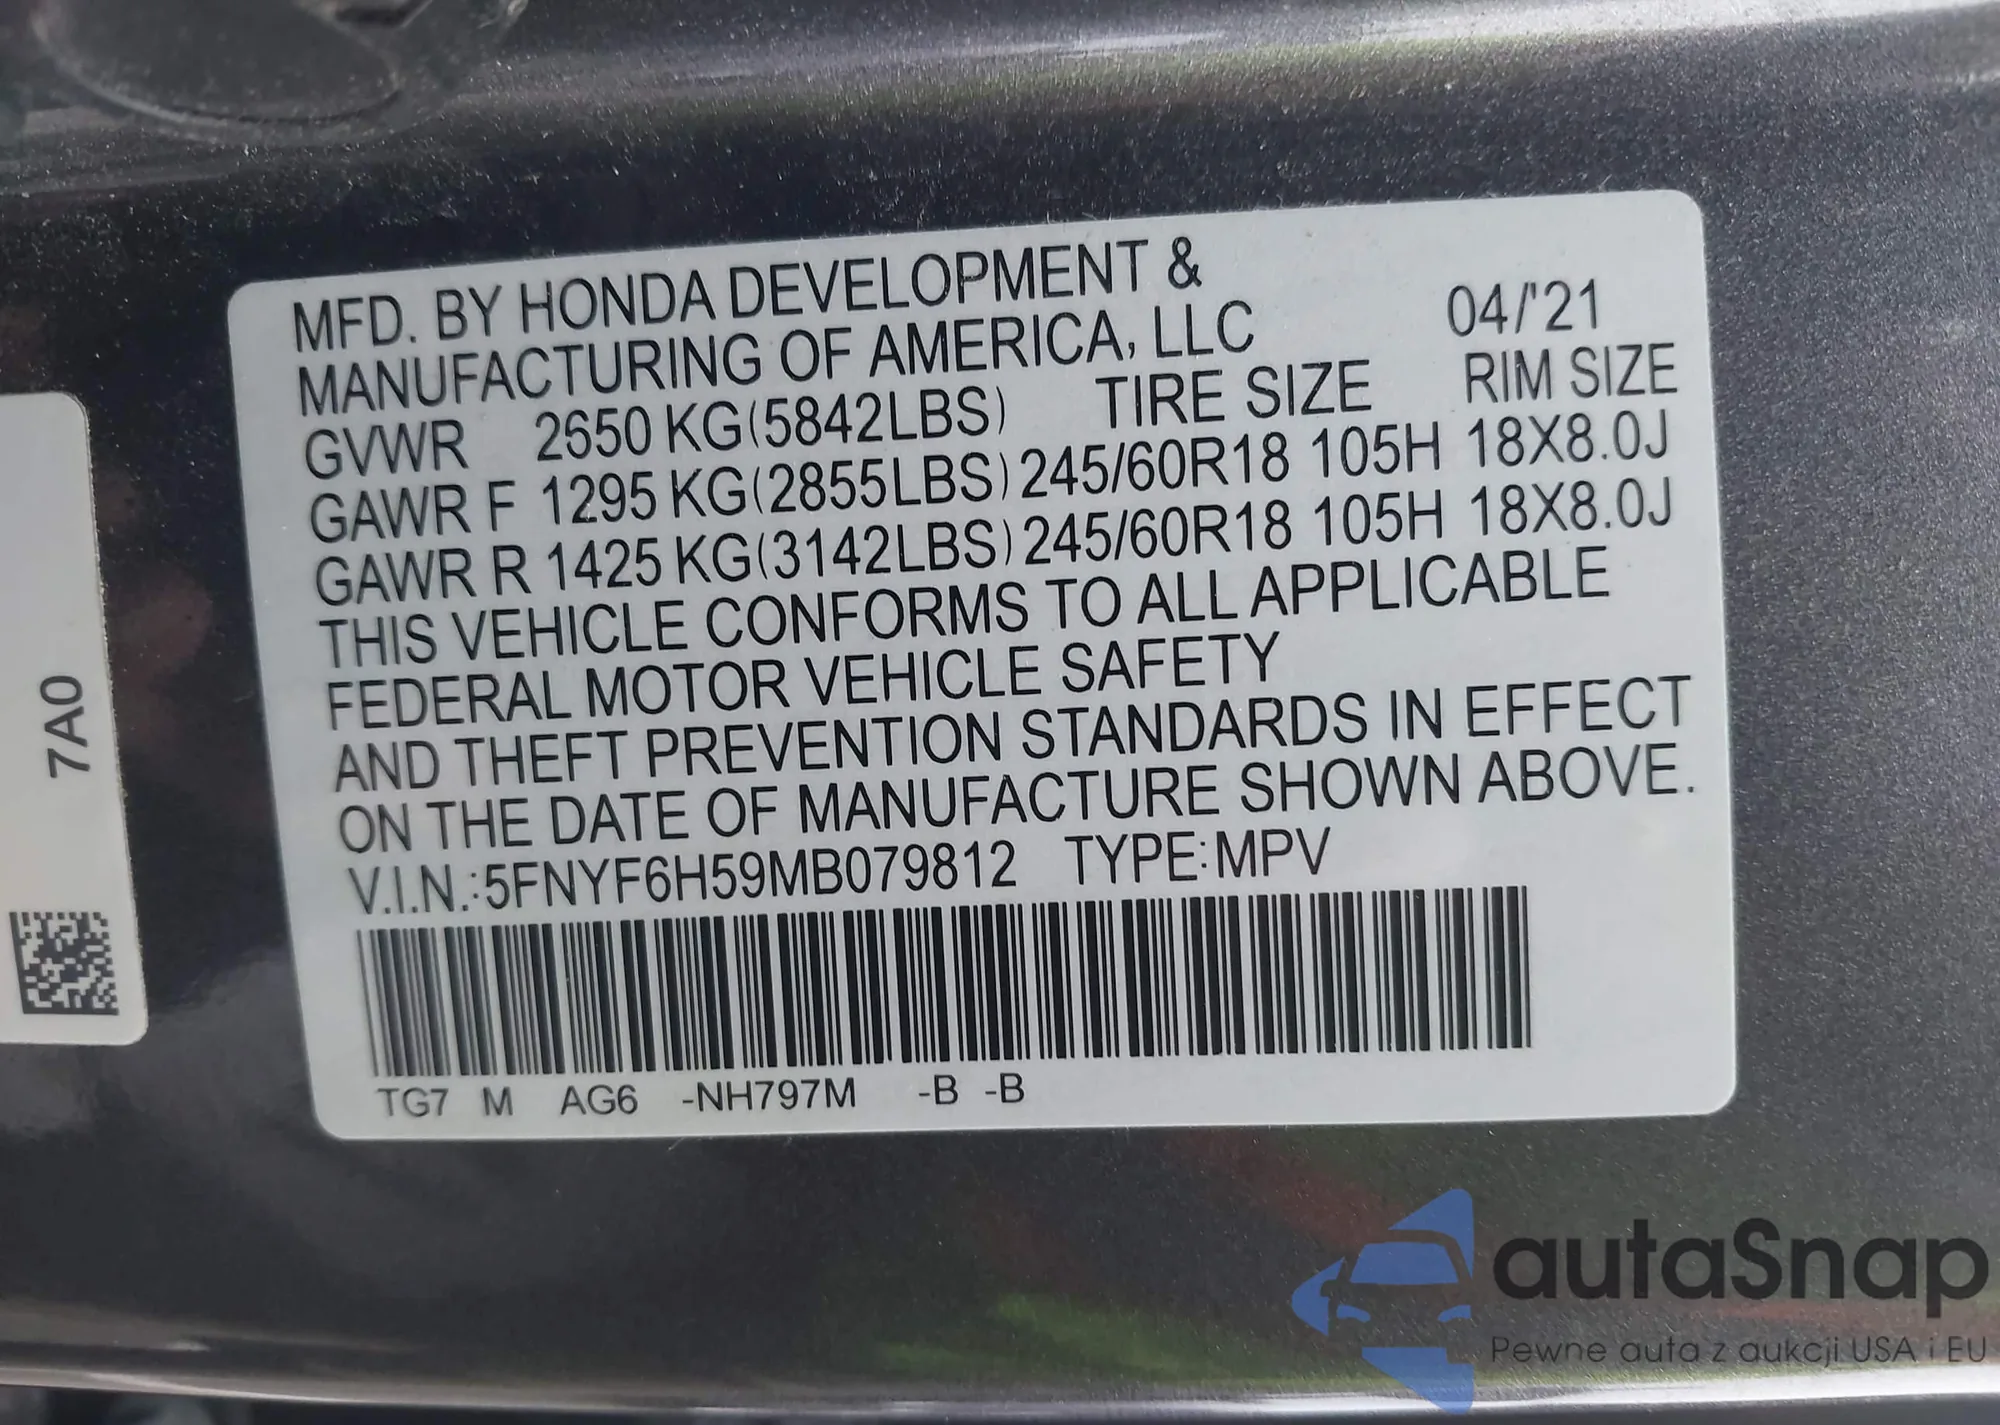 MFD. BY HONDA DEVELOPMENT &
MANUFACTURING OF AMERICA, LLC 04/'21
GVWR 2650 KG(5842LBS) TIRE SIZE RIM SIZE
GAWR F 1295 KG(2855LBS) 245/60R18 105H 18X8.0J
GAWR R 1425 KG(3142LBS) 245/60R18 105H 18X8.0J
THIS VEHICLE CONFORMS TO ALL APPLICABLE
FEDERAL MOTOR VEHICLE SAFETY
AND THEFT PREVENTION STANDARDS IN EFFECT
ON THE DATE OF MANUFACTURE SHOWN ABOVE.
V.I.N.:5FNYF6H59MB079812 TYPE:MPV
TG7 M AG6 -NH797M -B -B
7A0
autaSnap
Pewne auta z aukcji USA i EU